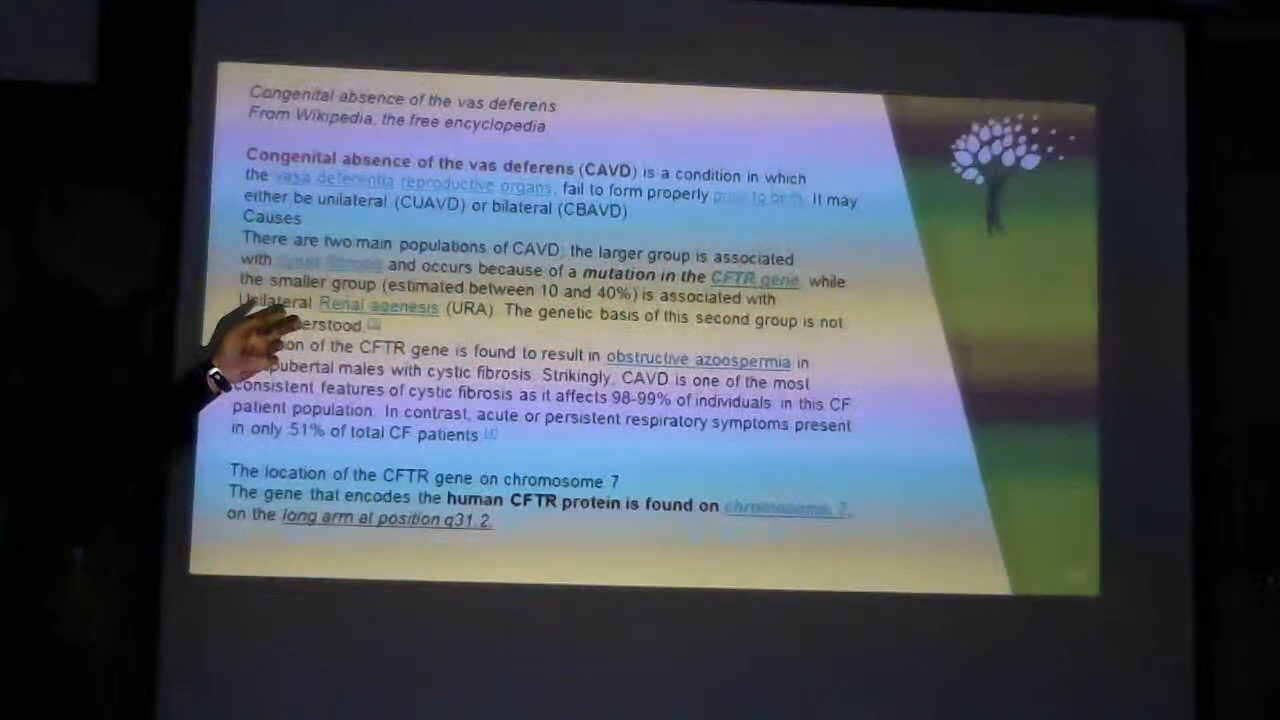 Congenital absence of the vas deferens
From Wikipedia, the free encyclopedia
Congenital absence of the vas deferens (CAVD) is a condition in which
the vasa deferentia reproductive organs, fail to form properly prior to birth. It may
either be unilateral (CUAVD) or bilateral (CBAVD).
Causes
There are two main populations of CAVD; the larger group is associated
with cystic fibrosis and occurs because of a mutation in the CFTR gene, while
the smaller group (estimated between 10 and 40%) is associated with
Unilateral Renal agenesis (URA). The genetic basis of this second group is not
erstood.
on of the CFTR gene is found to result in obstructive azoospermia in
pubertal males with cystic fibrosis. Strikingly, CAVD is one of the most
consistent features of cystic fibrosis as it affects 98-99% of individuals in this CF
patient population. In contrast, acute or persistent respiratory symptoms present
in only 51% of total CF patients.
The location of the CFTR gene on chromosome 7
The gene that encodes the human CFTR protein is found on chromosome 7,
on the long arm at position q31.2.